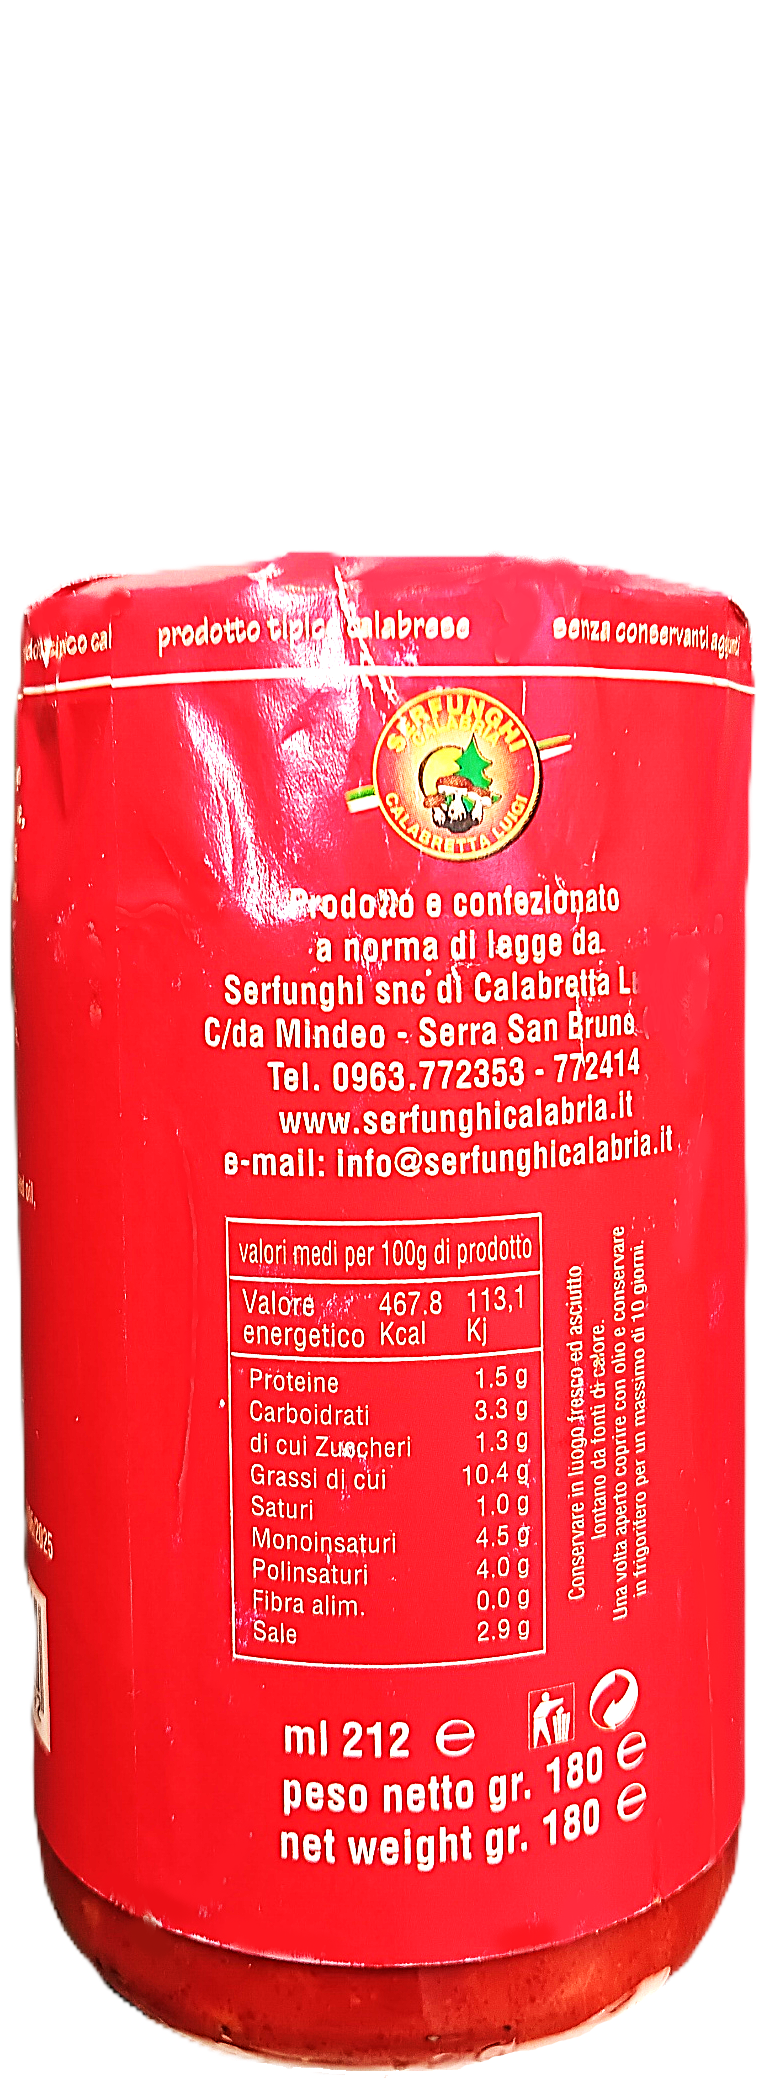 prodotto tipico calabrese
senza conservanti aggiunti
SERFUNGHI
CALABRIA
CALABRETTA LUIGI
Prodotto e confezionato
a norma di legge da
Serfunghi snc di Calabretta
C/da Mindeo - Serra San Bruno
Tel. 0963.772353 - 772414
www.serfunghicalabria.it
e-mail: info@serfunghicalabria.it
valori medi per 100g di prodotto
Valore 467.8 113,1
energetico Kcal Kj
Proteine 1.5 g
Carboidrati 3.3 g
di cui Zuccheri 1.3 g
Grassi di cui 10.4 g
Saturi 1.0 g
Monoinsaturi 4.5 g
Polinsaturi 4.0 g
Fibra alim. 0.0 g
Sale 2.9 g
Conservare in luogo fresco ed asciutto
lontano da fonti di calore.
Una volta aperto coprire con olio e conservare
in frigorifero per un massimo di 10 giorni.
ml 212 e
peso netto gr. 180 e
net weight gr. 180 e
oil.
2025